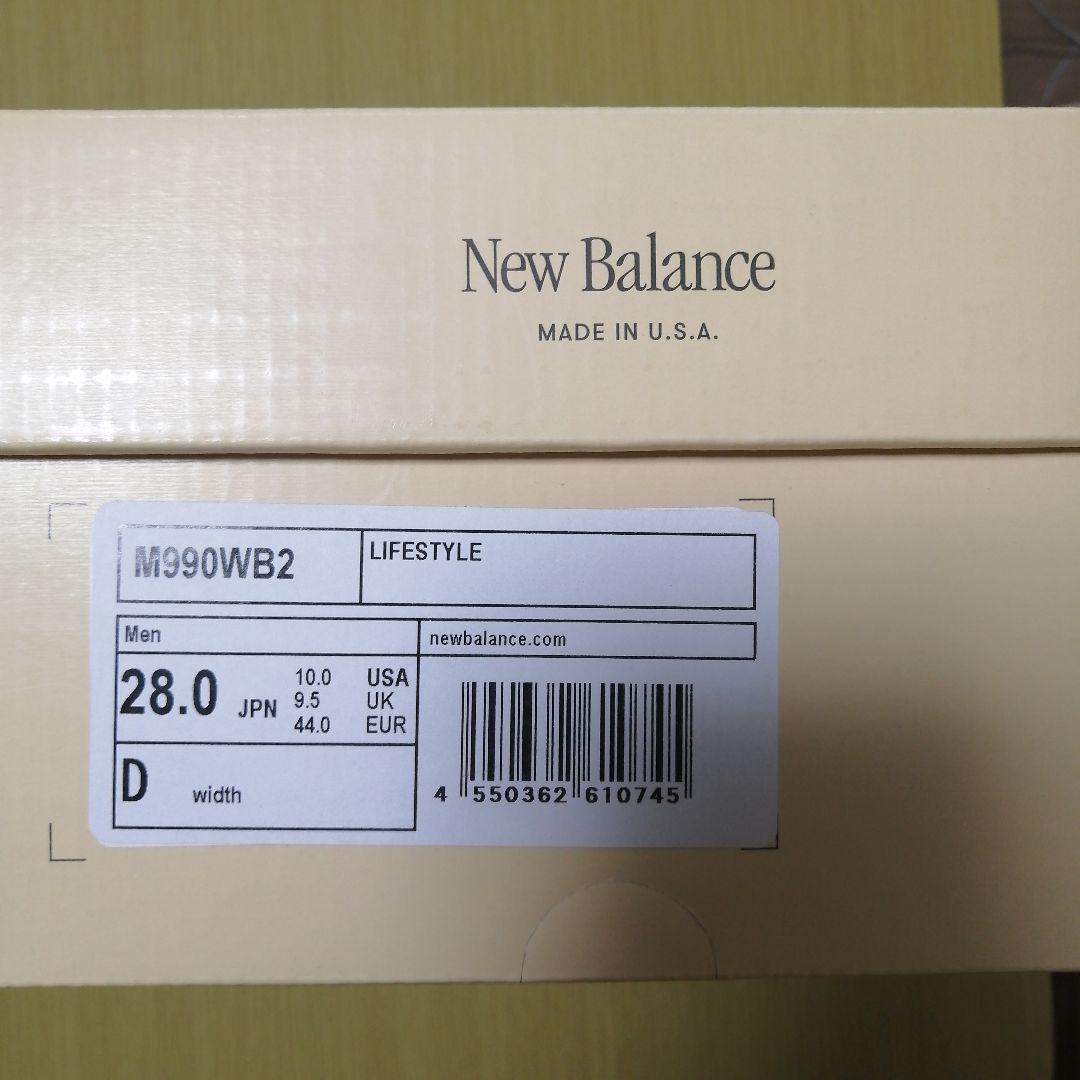 New Balance
MADE IN U.S.A.
M990WB2
LIFESTYLE
Men
newbalance.com
28.0 JPN
10.0 USA
9.5 UK
44.0 EUR
D width
4 550362 610745